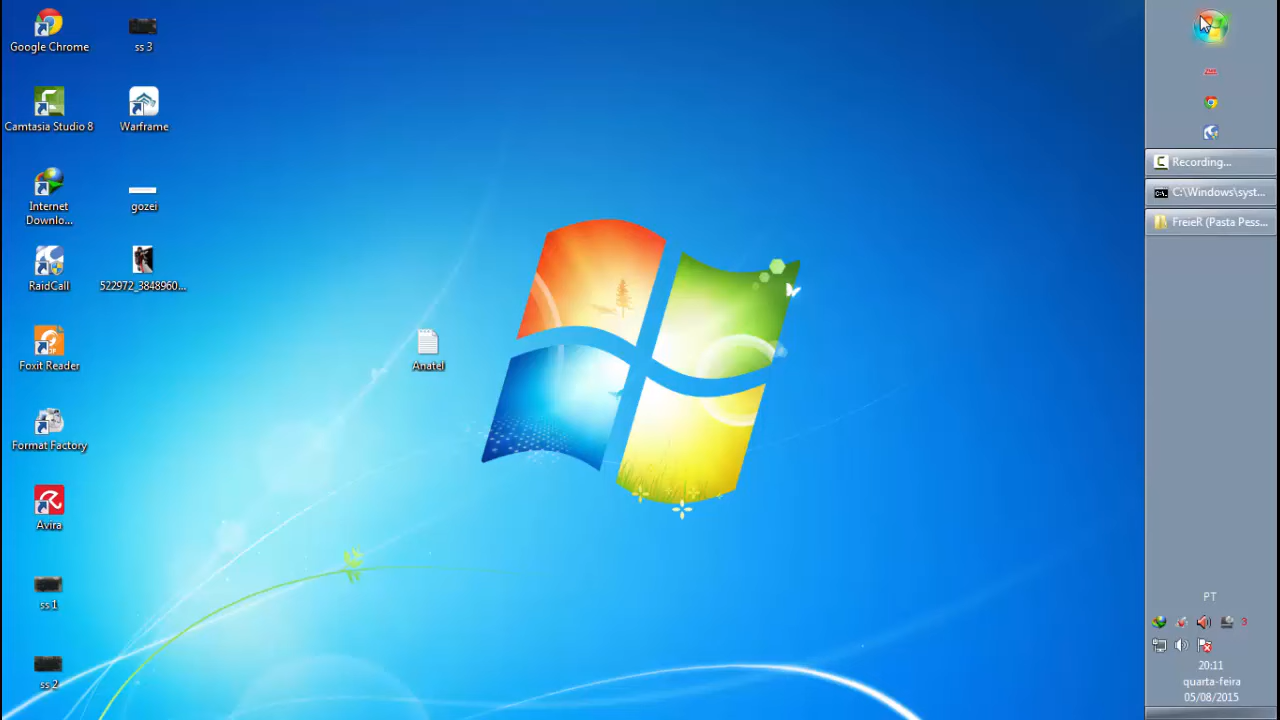 Google Chrome
ss 3
Camtasia Studio 8
Warframe
Internet
Downlo...
gozei
RaidCall
522972_3848960...
Foxit Reader
Anatel
Format Factory
Avira
ss 1
ss 2
Recording...
C:\Windows\syst...
FreieR (Pasta Pess...
PT
3
20:11
quarta-feira
05/08/2015